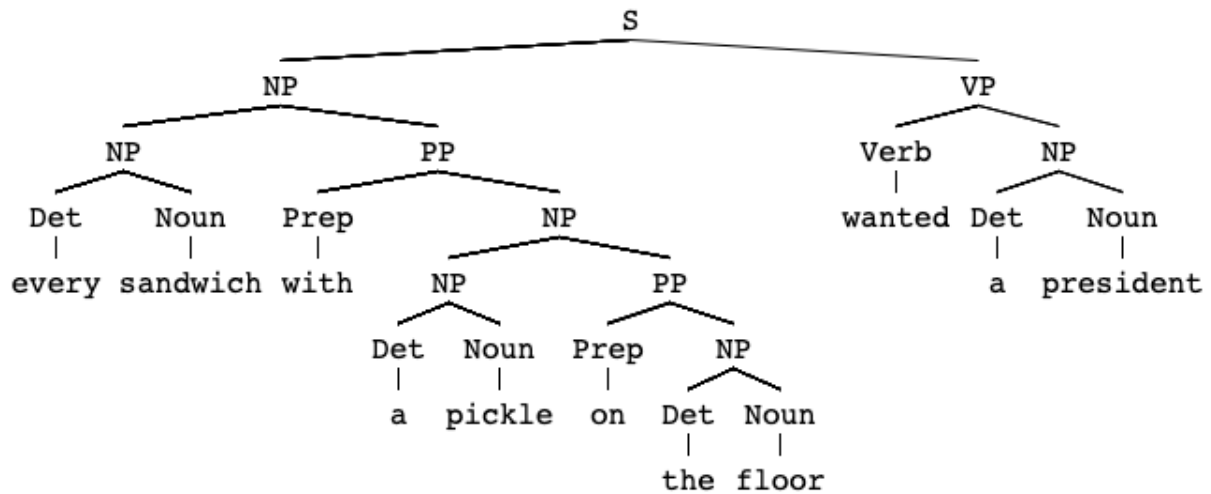 S
NP VP
NP PP Verb NP
Det Noun Prep NP wanted Det Noun
every sandwich with NP PP a president
Det Noun Prep NP
a pickle on Det Noun
the floor